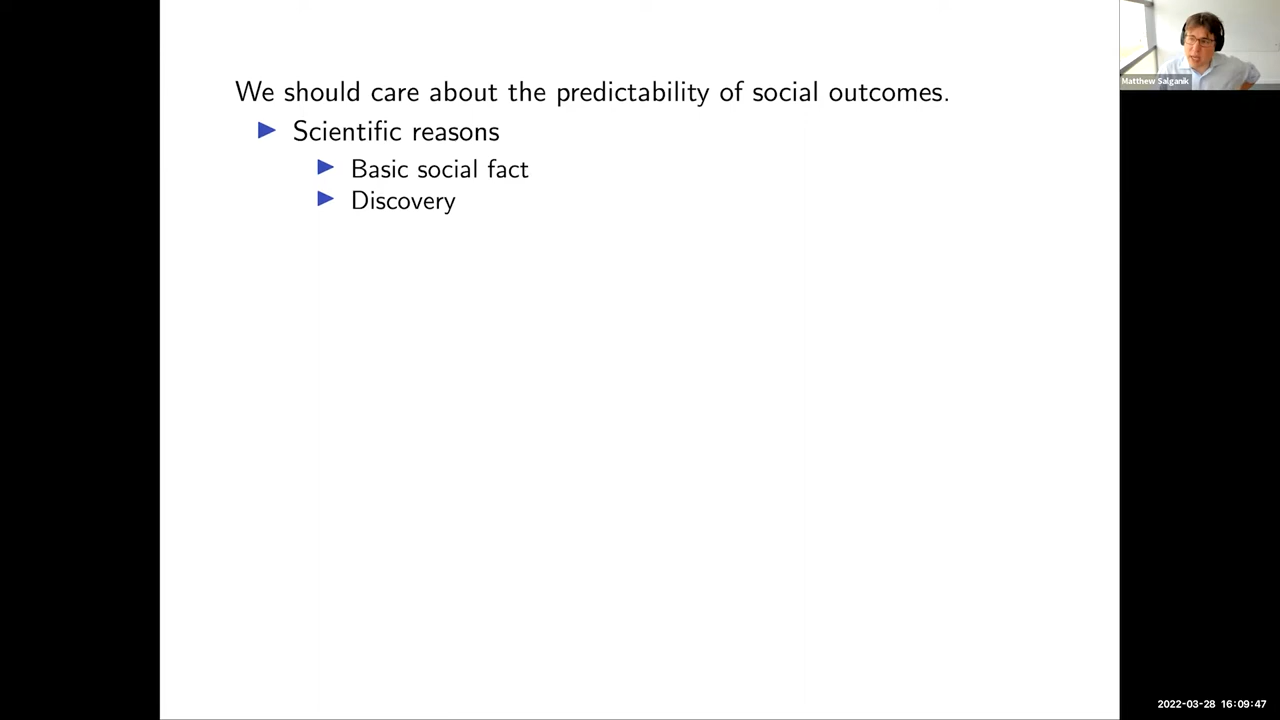 We should care about the predictability of social outcomes.
Scientific reasons
Basic social fact
Discovery
Matthew Salganik
2022-03-28 16:09:47